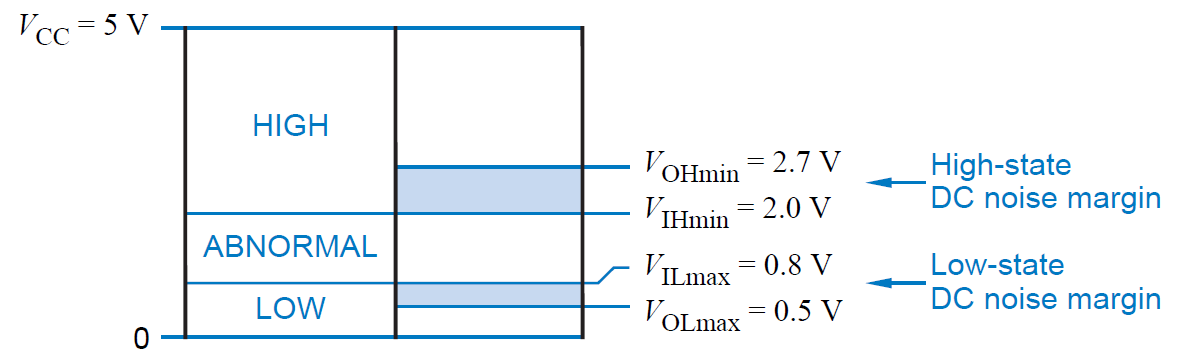 VCC = 5 V
HIGH
VOHmin = 2.7 V
High-state
DC noise margin
VIHmin = 2.0 V
ABNORMAL
VILmax = 0.8 V
Low-state
DC noise margin
LOW
VOLmax = 0.5 V
0